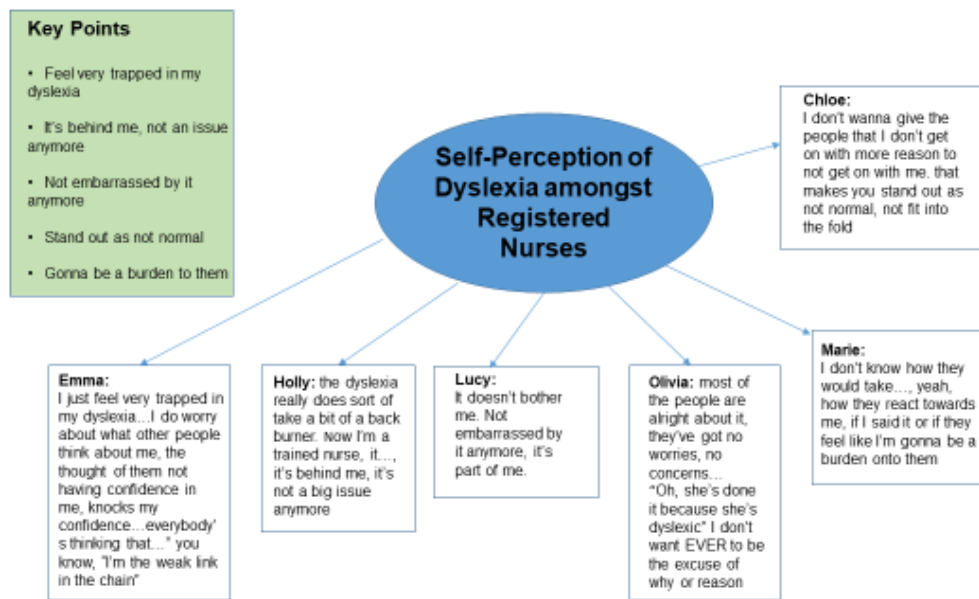 Key Points
• Feel very trapped in my
dyslexia
• It's behind me, not an issue
anymore
• Not embarrassed by it
anymore
• Stand out as not normal
• Gonna be a burden to them
Self-Perception of
Dyslexia amongst
Registered
Nurses
Chloe:
I don't wanna give the
people that I don't get
on with more reason to
not get on with me. that
makes you stand out as
not normal, not fit into
the fold
Emma:
I just feel very trapped in
my dyslexia…I do worry
about what other people
think about me, the
thought of them not
having confidence in
me, knocks my
confidence…everybody'
s thinking that…" you
know, "I'm the weak link
in the chain"
Holly: the dyslexia
really does sort of
take a bit of a back
burner. Now I'm a
trained nurse, it…,
it's behind me, it's
not a big issue
anymore
Lucy:
It doesn't bother
me. Not
embarrassed by
it anymore, it's
part of me.
Olivia: most of
the people are
alright about it,
they've got no
worries, no
concerns…
"Oh, she's done
it because she's
dyslexic" I don't
want EVER to be
the excuse of
why or reason
Marie:
I don't know how they
would take…, yeah,
how they react towards
me, if I said it or if they
feel like I'm gonna be a
burden onto them